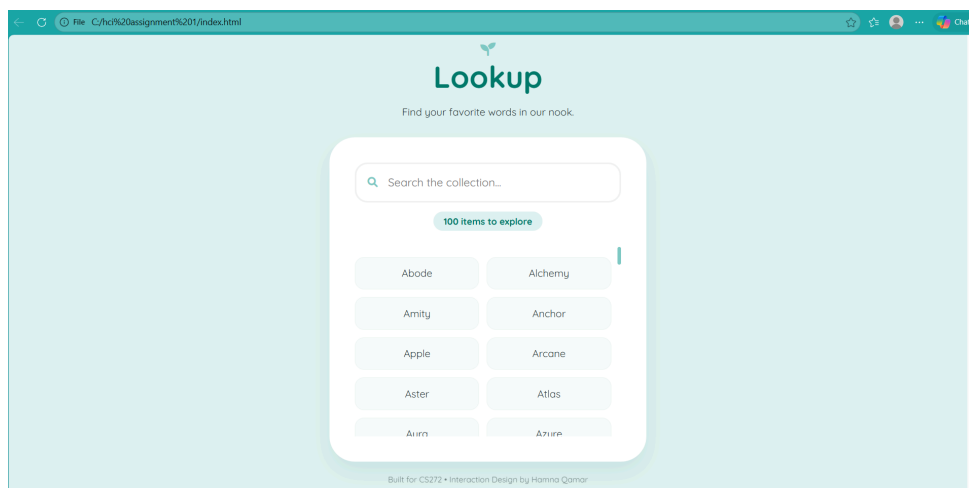 File C:/hci%20assignment%201/index.html
Chat
Lookup
Find your favorite words in our nook.
Search the collection...
100 items to explore
Abode Alchemy
Amity Anchor
Apple Arcane
Aster Atlas
Aura Azure
Built for CS272 • Interaction Design by Hamna Qamar